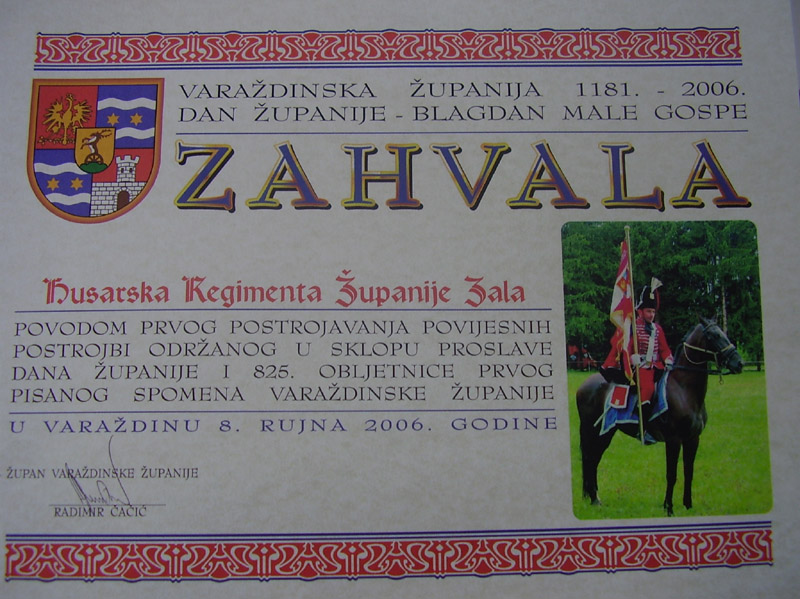 VARAŽDINSKA ŽUPANIJA 1181. - 2006.
DAN ŽUPANIJE - BLAGDAN MALE GOSPE
ZAHVALA
Husarska Regimenta Županije Zala
POVODOM PRVOG POSTROJAVANJA POVIJESNIH
POSTROJBI ODRŽANOG U SKLOPU PROSLAVE
DANA ŽUPANIJE I 825. OBLJETNICE PRVOG
PISANOG SPOMENA VARAŽDINSKE ŽUPANIJE
U VARAŽDINU 8. RUJNA 2006. GODINE
ŽUPAN VARAŽDINSKE ŽUPANIJE
RADIMIR ČAČIĆ